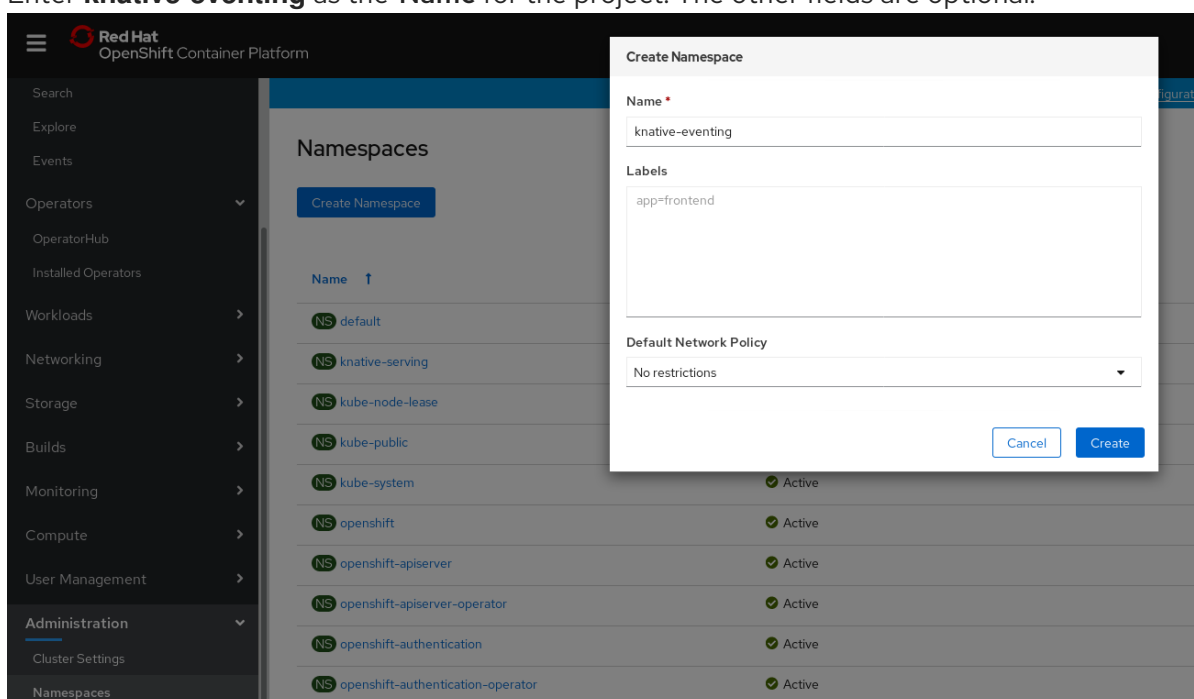 Enter knative-eventing as the Name for the project. The other fields are optional.
Red Hat
OpenShift Container Platform
Search
Explore
Events
Operators
OperatorHub
Installed Operators
Workloads
Networking
Storage
Builds
Monitoring
Compute
User Management
Administration
Cluster Settings
Namespaces
Namespaces
Create Namespace
Name
NS default
NS knative-serving
NS kube-node-lease
NS kube-public
NS kube-system Active
NS openshift Active
NS openshift-apiserver Active
NS openshift-apiserver-operator Active
NS openshift-authentication Active
NS openshift-authentication-operator Active
Create Namespace
Name *
knative-eventing
Labels
app=frontend
Default Network Policy
No restrictions
Cancel Create